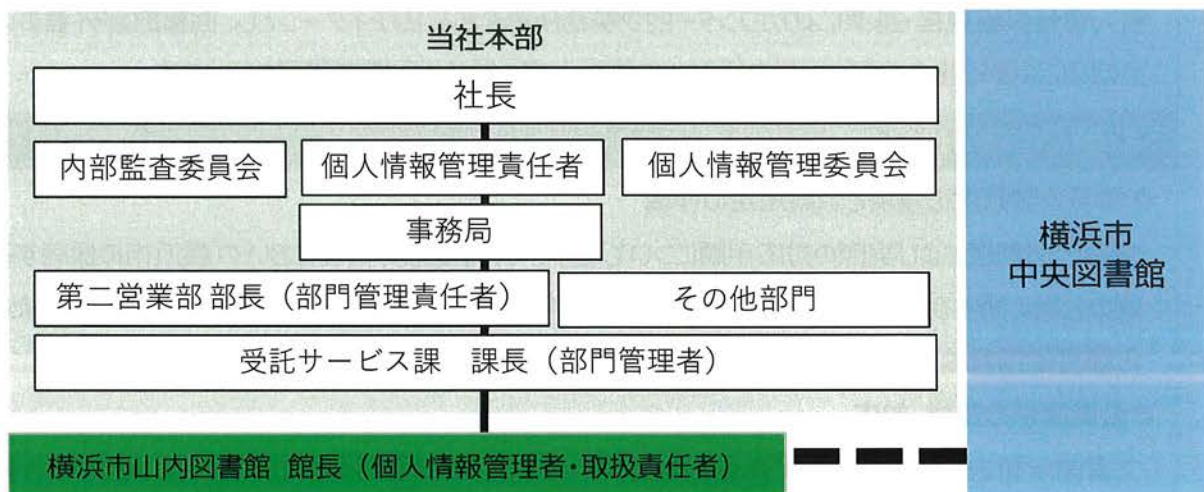 当社本部
社長
内部監査委員会
個人情報管理責任者
個人情報管理委員会
事務局
第二営業部 部長（部門管理責任者）
その他部門
受託サービス課　課長（部門管理者）
横浜市山内図書館 館長（個人情報管理者・取扱責任者）
横浜市
中央図書館